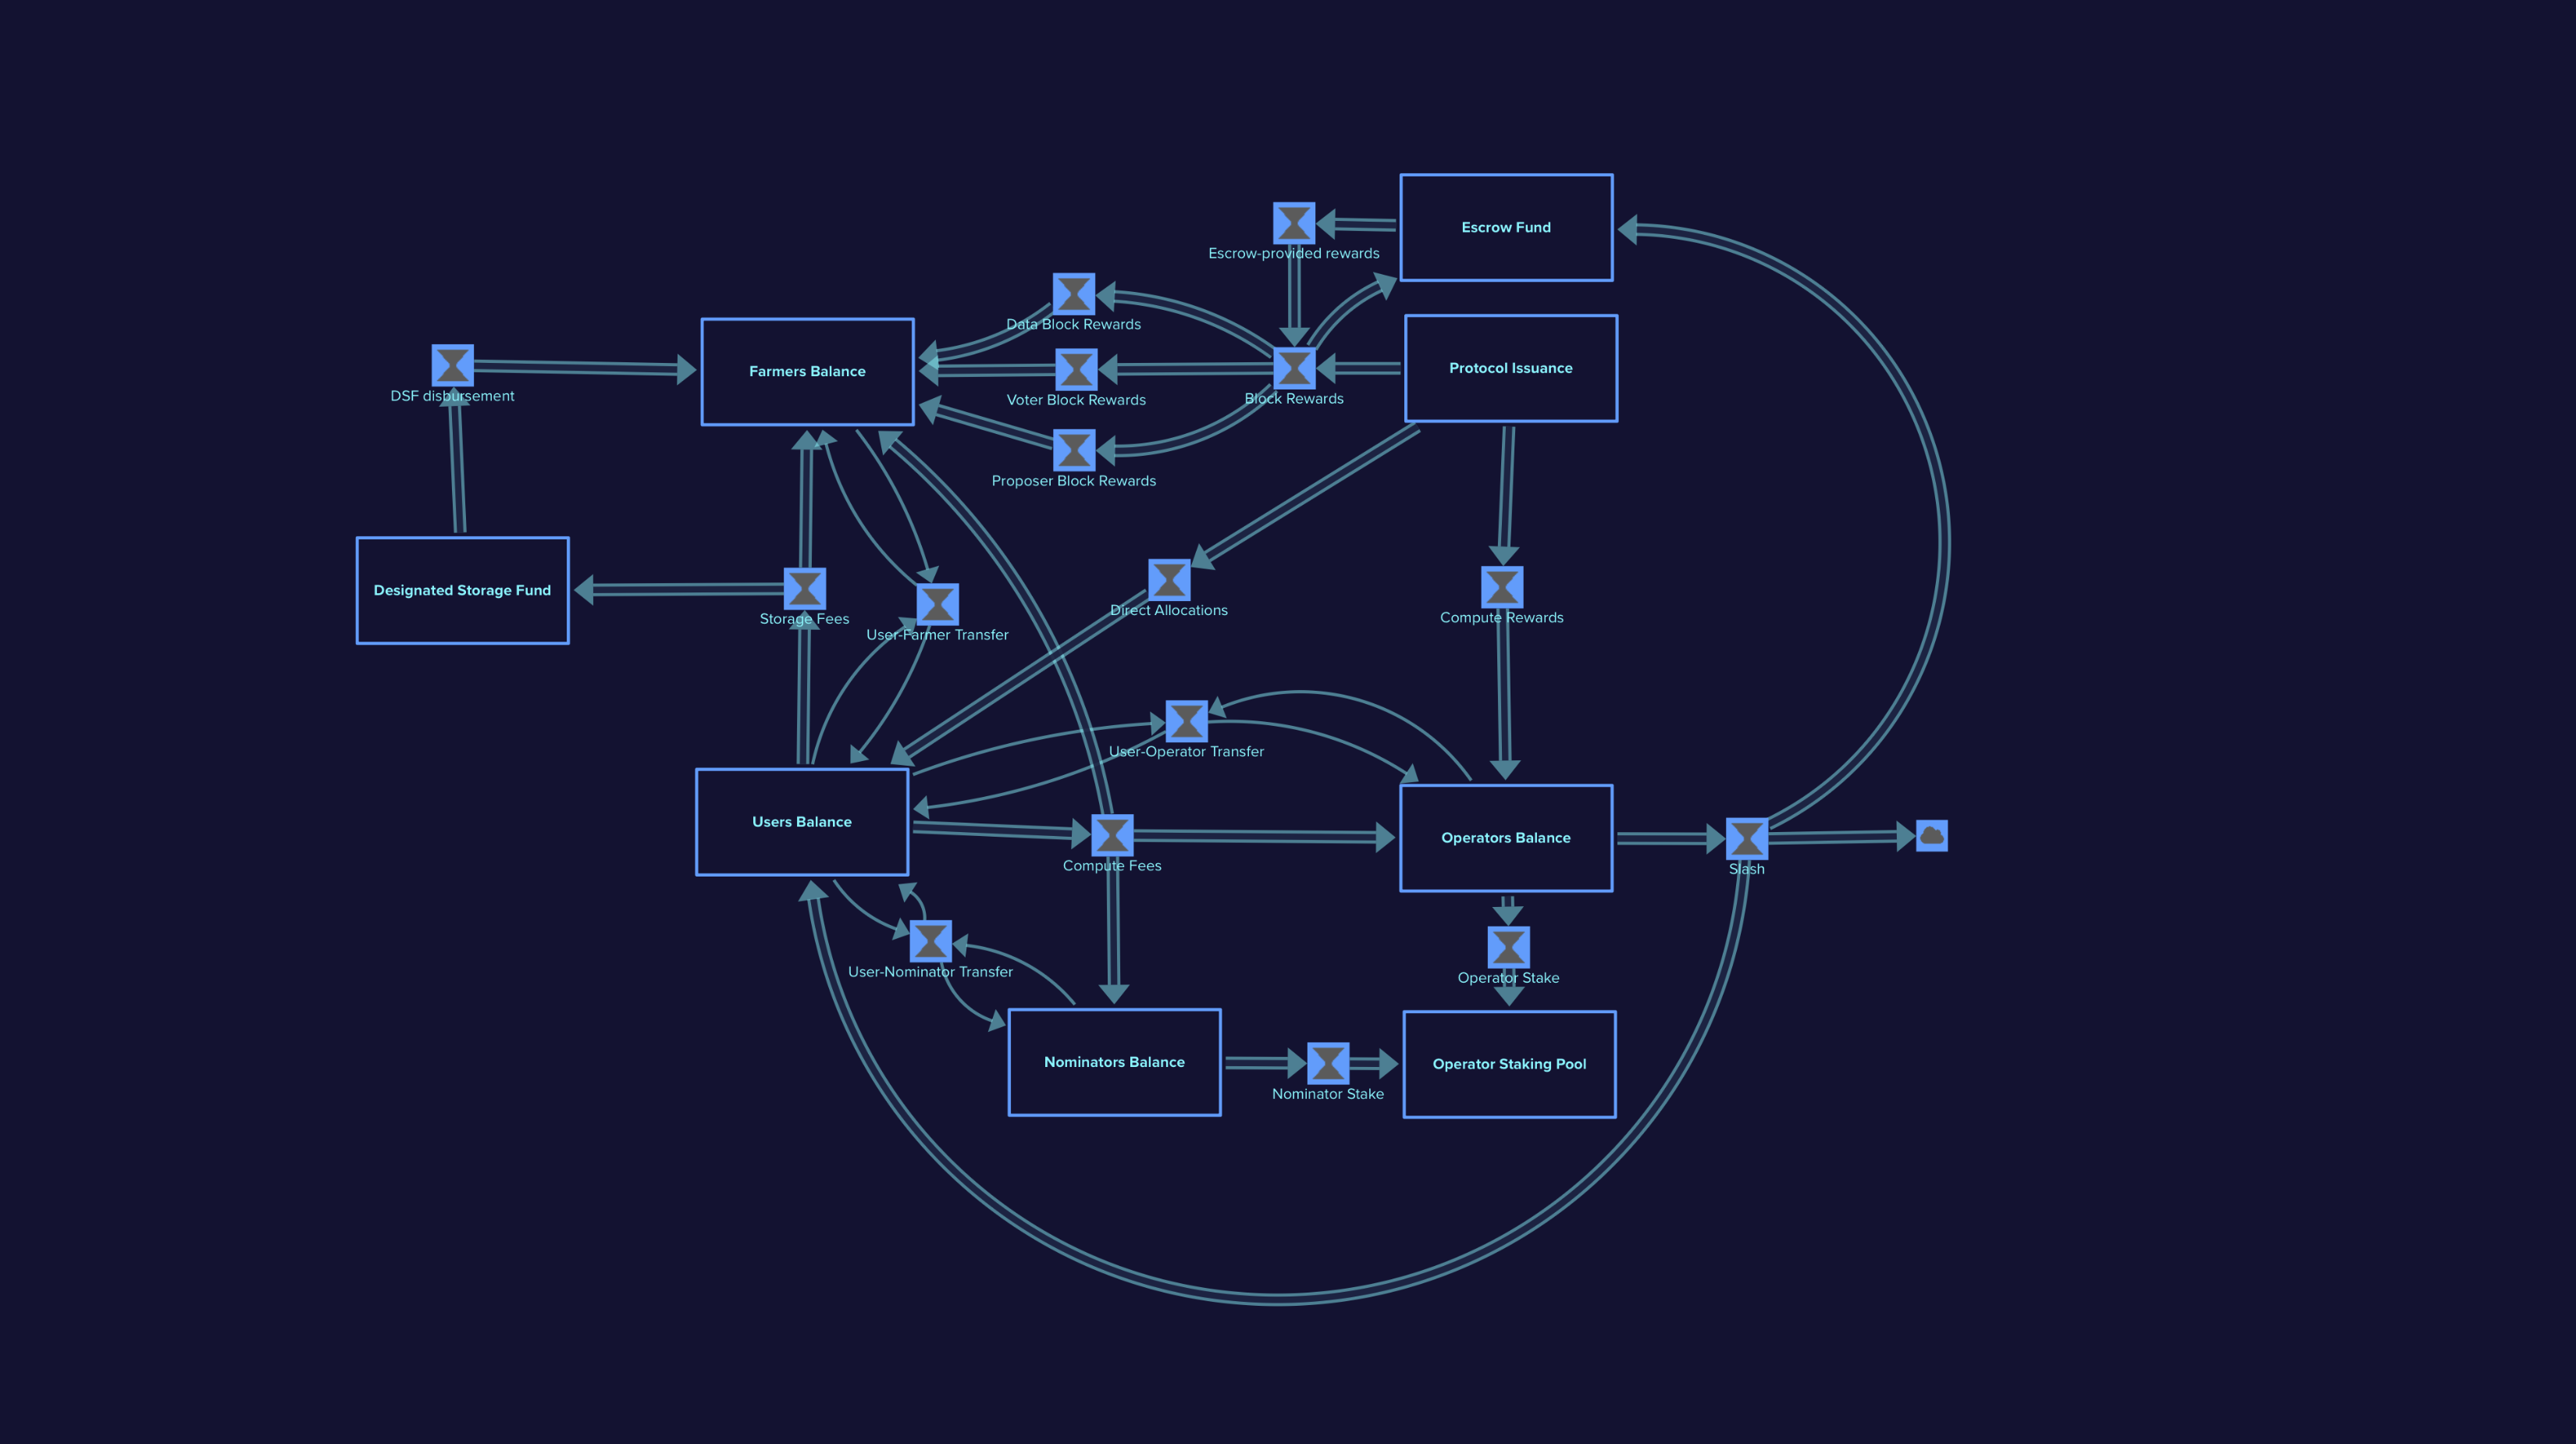 Escrow Fund
Escrow-provided rewards
Data Block Rewards
Farmers Balance
Protocol Issuance
DSF disbursement
Voter Block Rewards
Block Rewards
Proposer Block Rewards
Designated Storage Fund
Storage Fees
User-Farmer Transfer
Direct Allocations
Compute Rewards
User-Operator Transfer
Users Balance
Operators Balance
Compute Fees
Slash
User-Nominator Transfer
Operator Stake
Nominators Balance
Operator Staking Pool
Nominator Stake